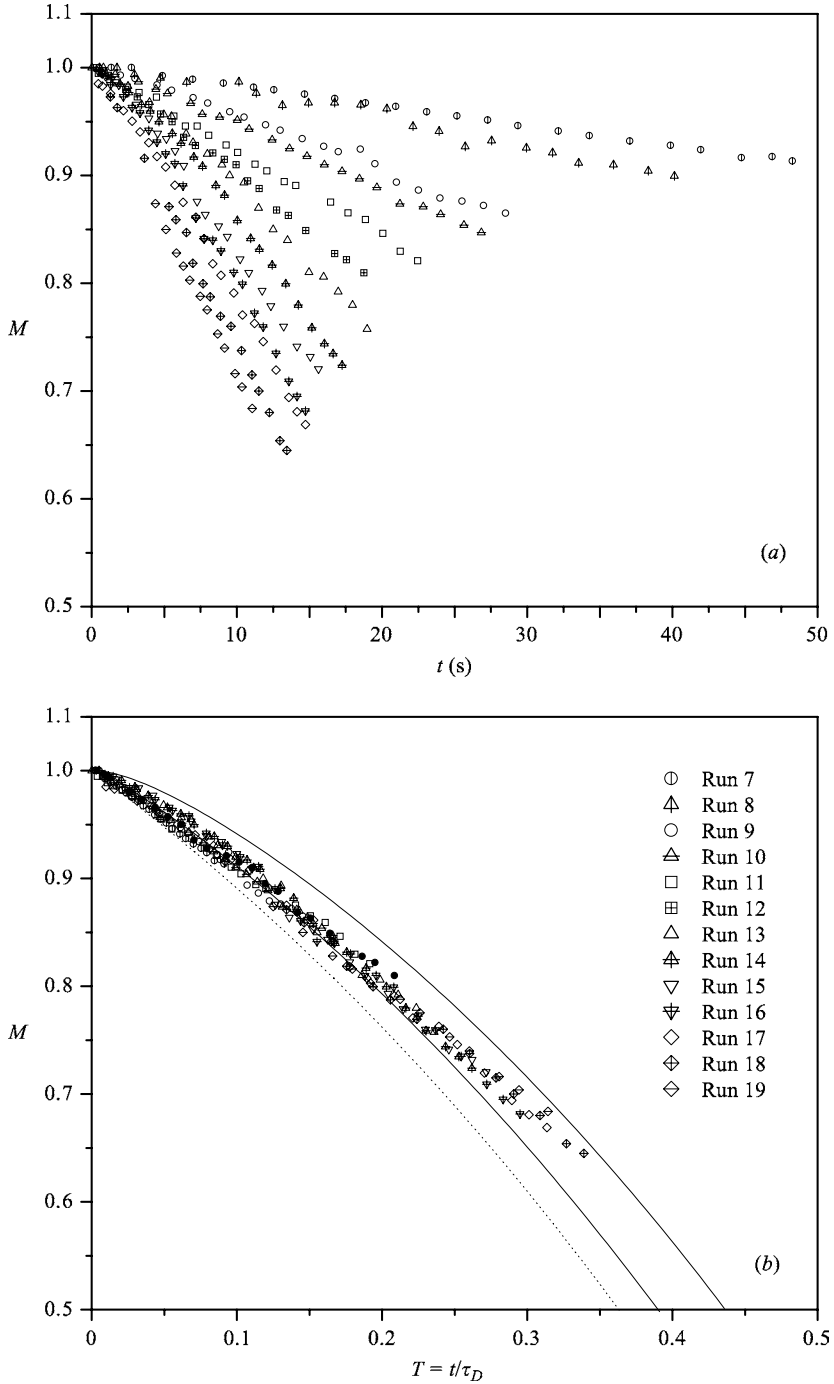 1.1
1.0
0.9
0.8
M
0.7
0.6
0.5
(a)
0 10 20 30 40 50
t (s)
1.1
1.0
0.9
0.8
M
0.7
0.6
0.5
Run 7
Run 8
Run 9
Run 10
Run 11
Run 12
Run 13
Run 14
Run 15
Run 16
Run 17
Run 18
Run 19
(b)
0 0.1 0.2 0.3 0.4 0.5
T = t/τD